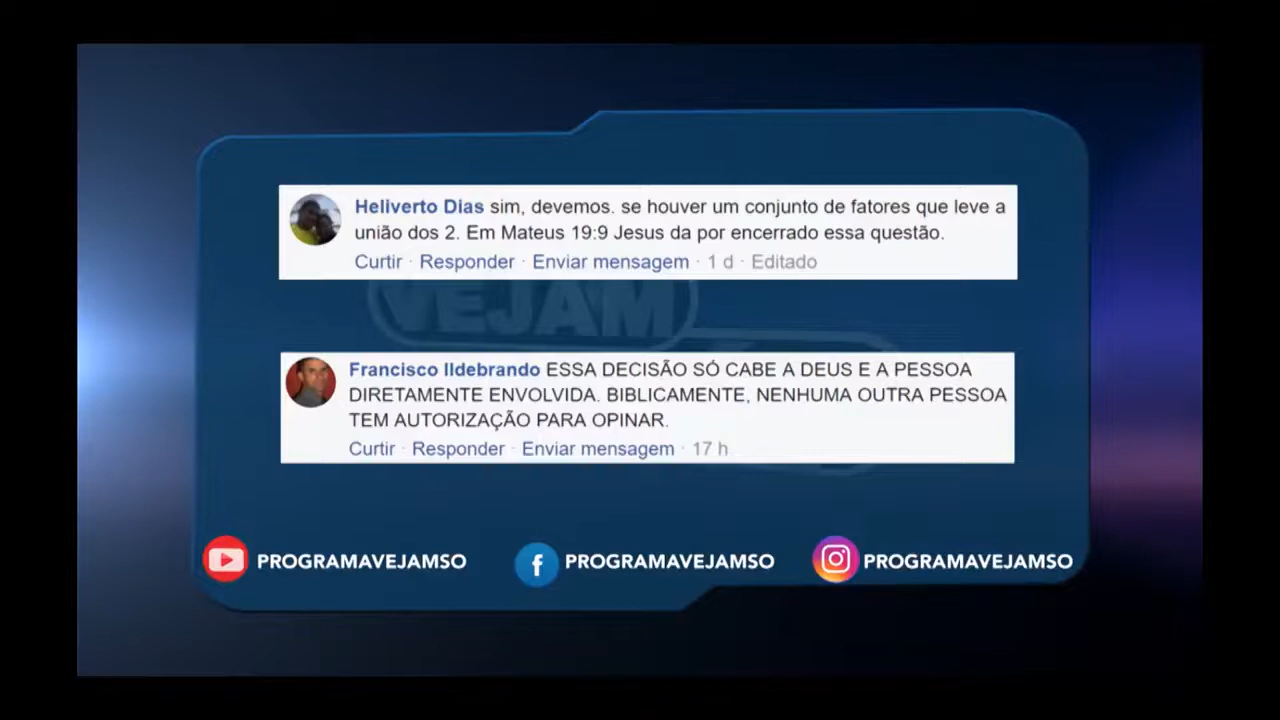 Heliverto Dias sim, devemos. se houver um conjunto de fatores que leve a
união dos 2. Em Mateus 19:9 Jesus da por encerrado essa questão.
Curtir · Responder · Enviar mensagem · 1 d · Editado
VEJAM
Francisco Ildebrando ESSA DECISÃO SÓ CABE A DEUS E A PESSOA
DIRETAMENTE ENVOLVIDA. BIBLICAMENTE, NENHUMA OUTRA PESSOA
TEM AUTORIZAÇÃO PARA OPINAR.
Curtir · Responder · Enviar mensagem · 17 h
PROGRAMAVEJAMSO PROGRAMAVEJAMSO PROGRAMAVEJAMSO